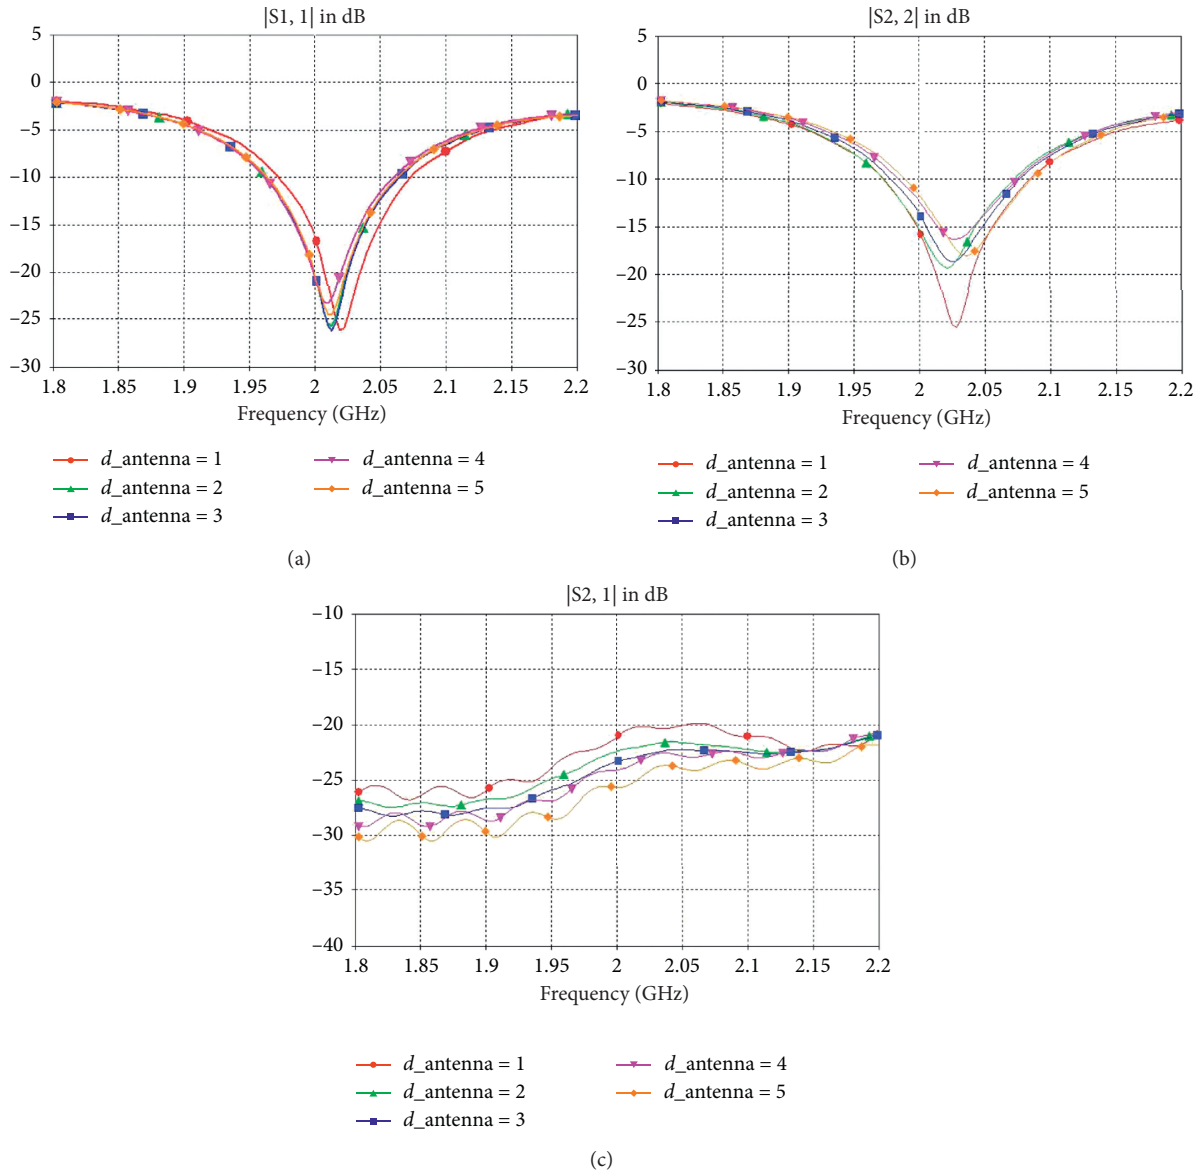 |S1, 1| in dB
5
0
−5
−10
−15
−20
−25
−30
1.8 1.85 1.9 1.95 2 2.05 2.1 2.15 2.2
Frequency (GHz)
d_antenna = 1
d_antenna = 2
d_antenna = 3
d_antenna = 4
d_antenna = 5
(a)
|S2, 2| in dB
5
0
−5
−10
−15
−20
−25
−30
1.8 1.85 1.9 1.95 2 2.05 2.1 2.15 2.2
Frequency (GHz)
d_antenna = 1
d_antenna = 2
d_antenna = 3
d_antenna = 4
d_antenna = 5
(b)
|S2, 1| in dB
−10
−15
−20
−25
−30
−35
−40
1.8 1.85 1.9 1.95 2 2.05 2.1 2.15 2.2
Frequency (GHz)
d_antenna = 1
d_antenna = 2
d_antenna = 3
d_antenna = 4
d_antenna = 5
(c)